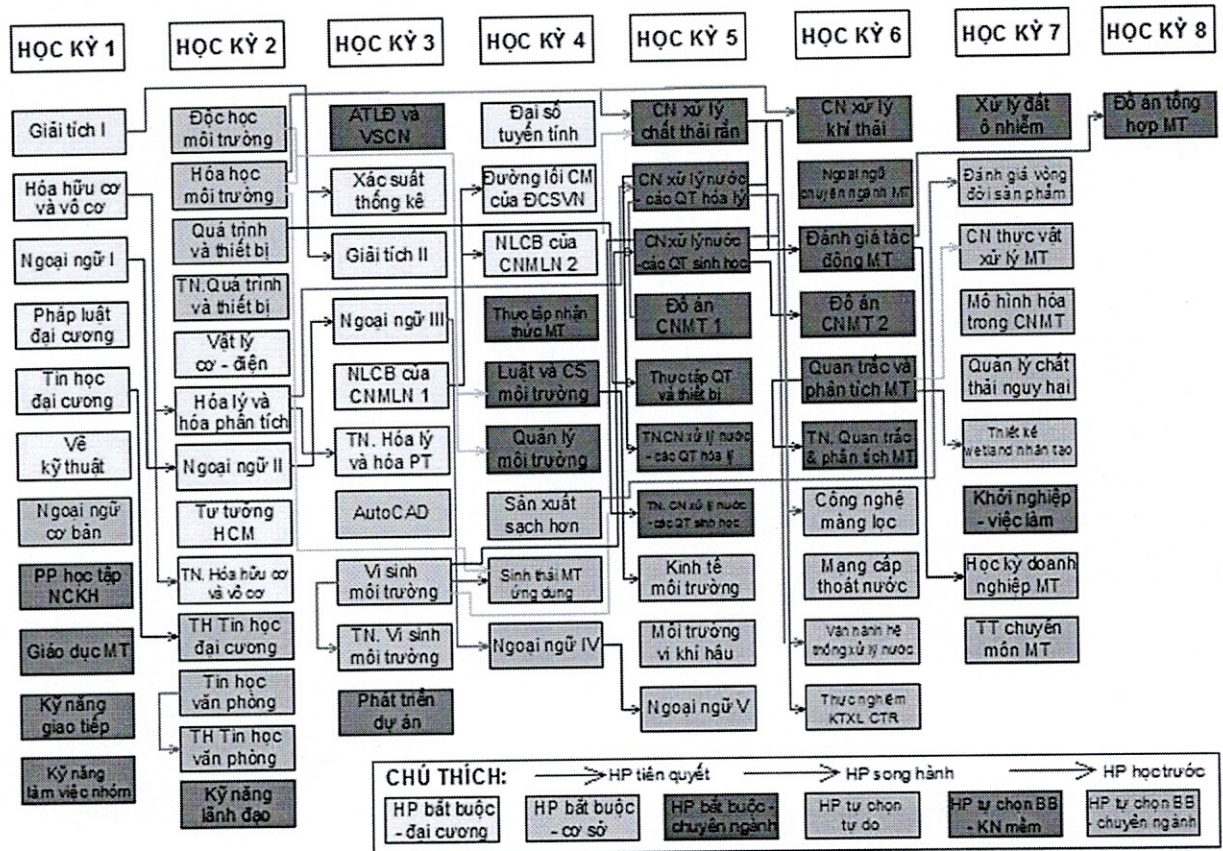 HỌC KỲ 1
HỌC KỲ 2
HỌC KỲ 3
HỌC KỲ 4
HỌC KỲ 5
HỌC KỲ 6
HỌC KỲ 7
HỌC KỲ 8
Giải tích I
Hóa hữu cơ
và vô cơ
Ngoại ngữ I
Pháp luật
đại cương
Tin học
đại cương
Vẽ
kỹ thuật
Ngoại ngữ
cơ bản
PP học tập
NCKH
Giáo dục MT
Kỹ năng
giao tiếp
Kỹ năng
làm việc nhóm
Độc học
môi trường
Hóa học
môi trường
Quá trình
và thiết bị
TN.Quá trình
và thiết bị
Vật lý
cơ - điện
Hóa lý và
hóa phân tích
Ngoại ngữ II
Tư tưởng
HCM
TN. Hóa hữu cơ
và vô cơ
TH Tin học
đại cương
Tin học
văn phòng
TH Tin học
văn phòng
Kỹ năng
lãnh đạo
ATLĐ và
VSCN
Xác suất
thống kê
Giải tích II
Ngoại ngữ III
NLCB của
CNMLN 1
TN. Hóa lý
và hóa PT
AutoCAD
Vi sinh
môi trường
TN. Vi sinh
môi trường
Phát triển
dự án
Đại số
tuyến tính
Đường lối CM
của ĐCSVN
NLCB của
CNMLN 2
Thực tập nhận
thức MT
Luật và CS
môi trường
Quản lý
môi trường
Sản xuất
sạch hơn
Sinh thái MT
ứng dụng
Ngoại ngữ IV
CN xử lý
chất thải rắn
CN xử lý nước
- các QT hóa lý
CN xử lý nước
- các QT sinh học
Đồ án
CNMT 1
Thực tập QT
và thiết bị
TN.CN xử lý nước
- các QT hóa lý
TN. CN xử lý nước
- các QT sinh học
Kinh tế
môi trường
Môi trường
vi khí hậu
Ngoại ngữ V
CN xử lý
khí thải
Ngoại ngữ
chuyên ngành MT
Đánh giá tác
động MT
Đồ án
CNMT 2
Quan trắc và
phân tích MT
TN. Quan trắc
& phân tích MT
Công nghệ
màng lọc
Mạng cấp
thoát nước
Vận hành hệ
thống xử lý nước
Thực nghiệm
KTXL CTR
Xử lý đất
ô nhiễm
Đánh giá vòng
đời sản phẩm
CN thực vật
xử lý MT
Mô hình hóa
trong CNMT
Quản lý chất
thải nguy hại
Thiết kế
wetland nhân tạo
Khởi nghiệp
- việc làm
Học kỳ doanh
nghiệp MT
TT chuyên
môn MT
Đồ án tổng
hợp MT
CHÚ THÍCH:
HP tiên quyết
HP song hành
HP học trước
HP bắt buộc
- đại cương
HP bắt buộc
- cơ sở
HP bắt buộc -
chuyên ngành
HP tự chọn
tự do
HP tự chọn BB
- KN mềm
HP tự chọn BB
- chuyên ngành